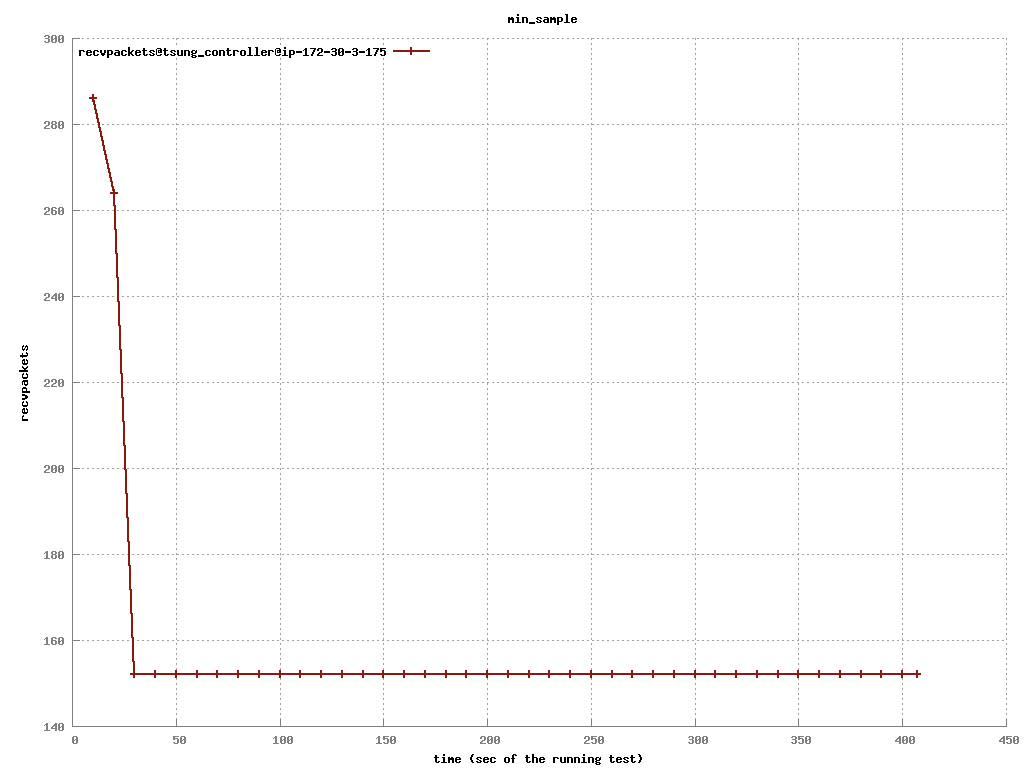 min_sample
300
recvpackets@tsung_controller@ip-172-30-3-175
280
260
240
220
200
180
160
140
recvpackets
0 50 100 150 200 250 300 350 400 450
time (sec of the running test)